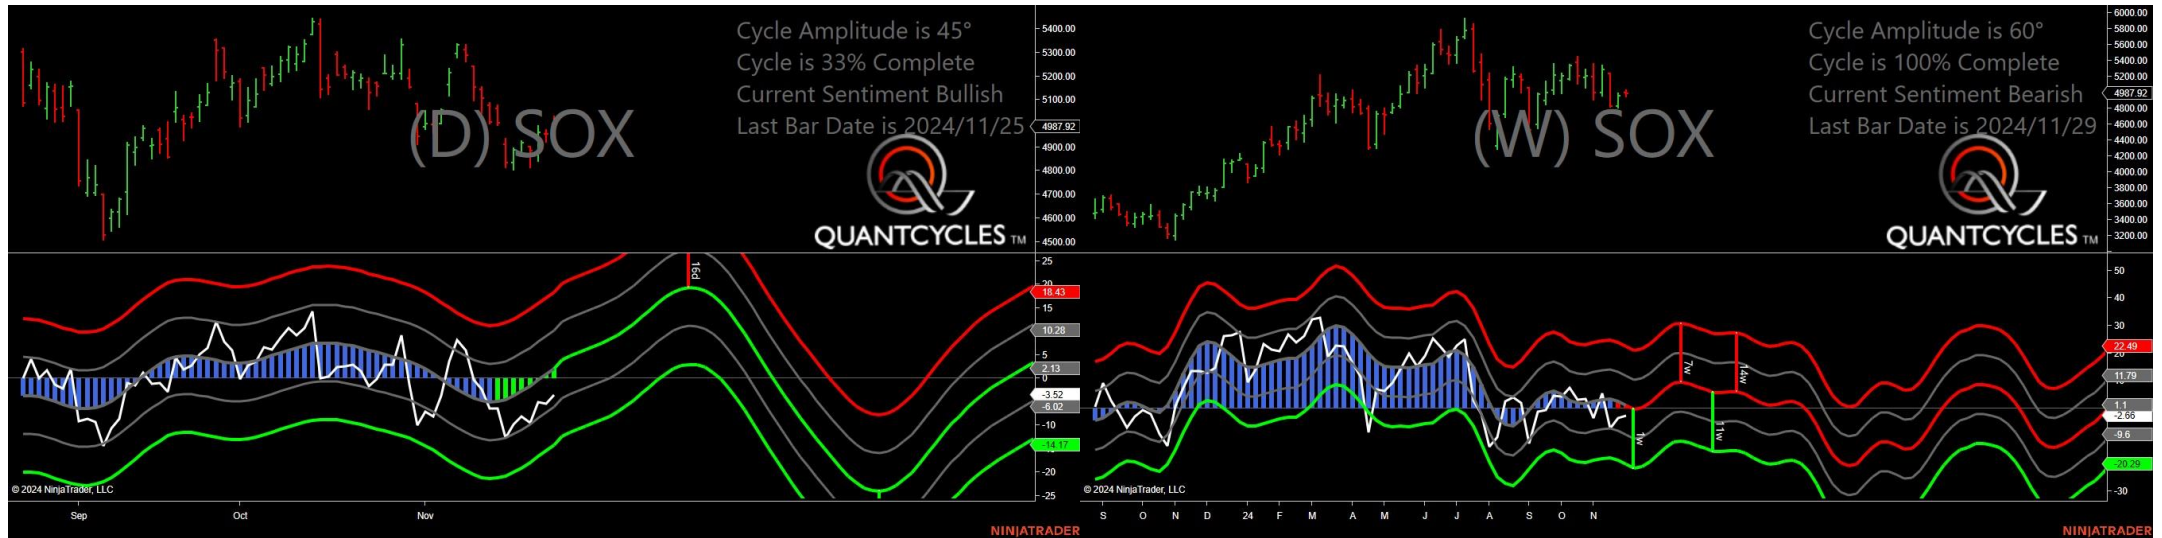 Cycle Amplitude is 45°
Cycle is 33% Complete
Current Sentiment Bullish
Last Bar Date is 2024/11/25
(D) SOX
QUANTCYCLES TM
5400.00
5300.00
5200.00
5100.00
4987.92
4900.00
4800.00
4700.00
4600.00
4500.00
16d
25
20
18.43
15
10.28
5
2.13
0
-3.52
-6.02
-10
-14.17
-20
-25
© 2024 NinjaTrader, LLC
Sep
Oct
Nov
NINJATRADER
Cycle Amplitude is 60°
Cycle is 100% Complete
Current Sentiment Bearish
Last Bar Date is 2024/11/29
(W) SOX
QUANTCYCLES TM
6000.00
5800.00
5600.00
5400.00
5200.00
4987.92
4800.00
4600.00
4400.00
4200.00
4000.00
3800.00
3600.00
3400.00
3200.00
7w
14w
1w
11w
50
40
30
22.49
20
11.79
1.1
-2.66
-9.6
-20.29
-30
© 2024 NinjaTrader, LLC
S
O
N
D
24
F
M
A
M
J
J
A
S
O
N
NINJATRADER